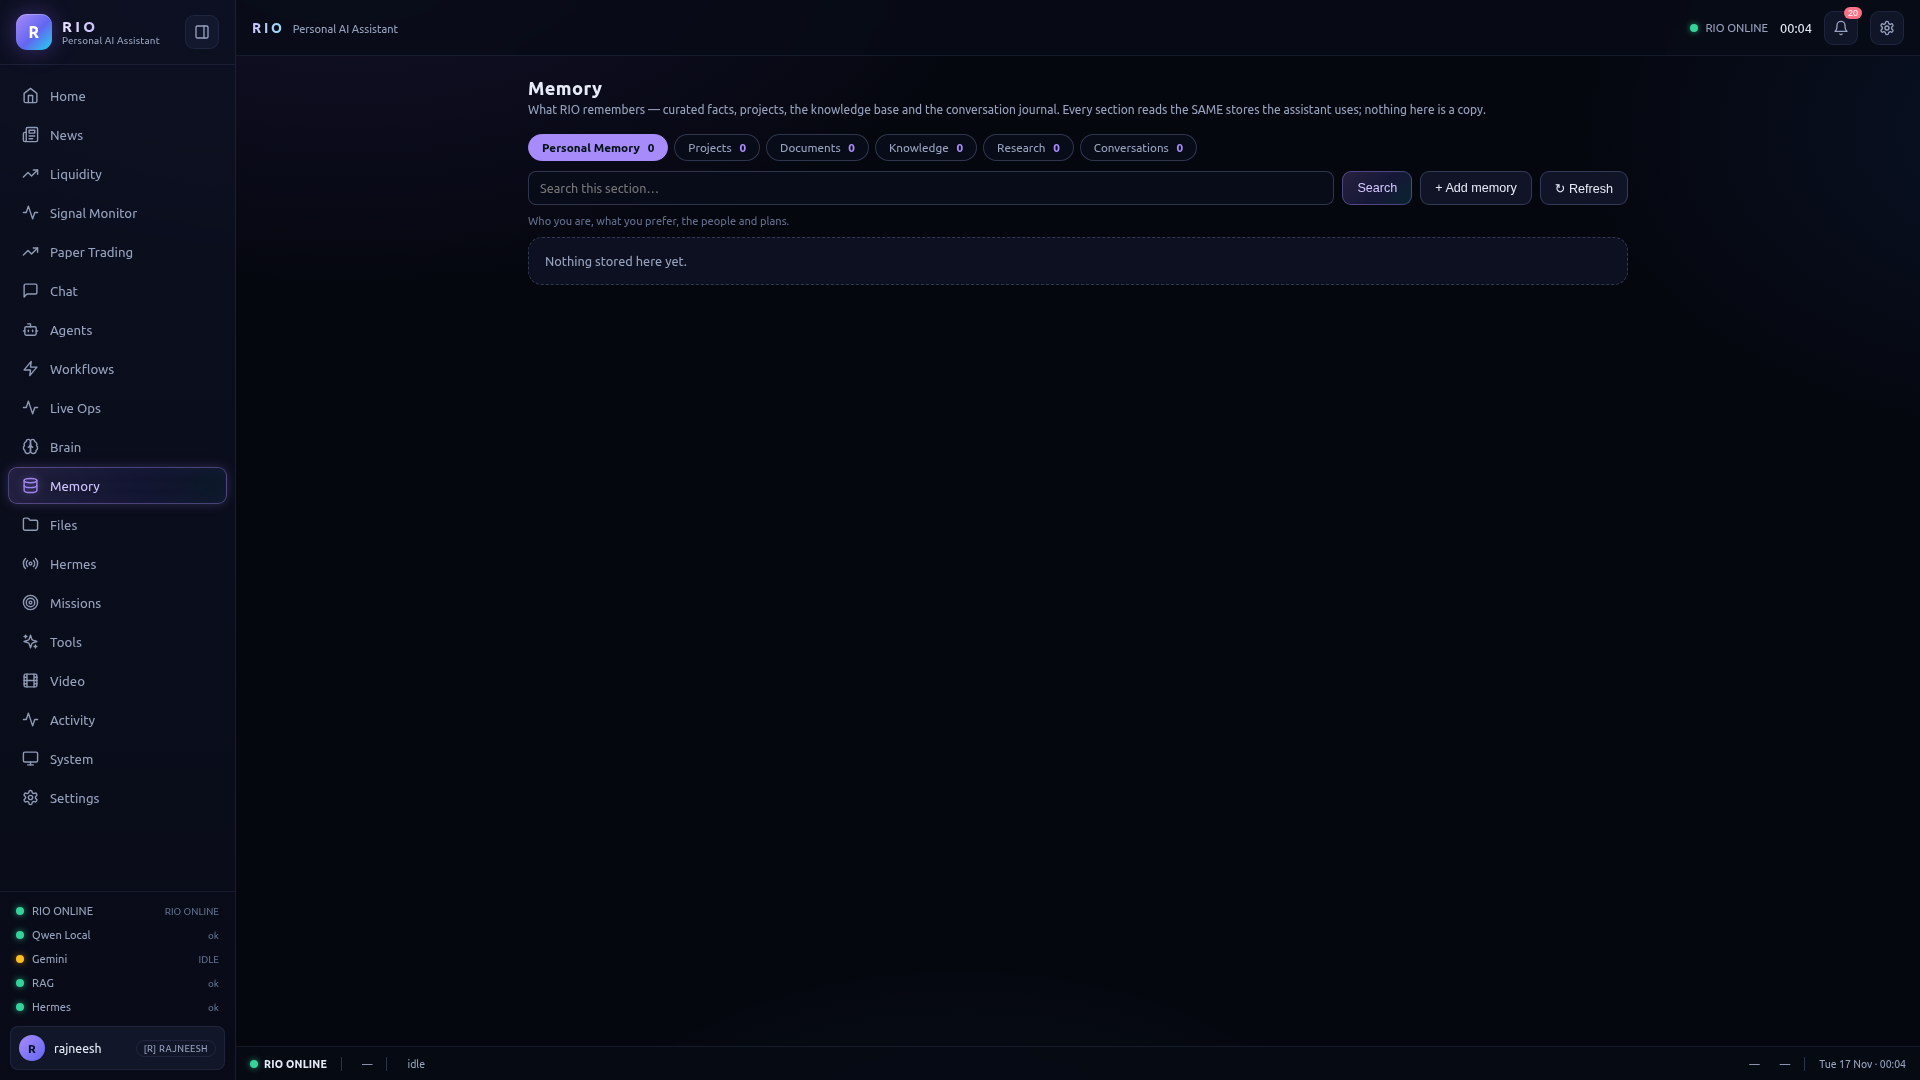 R
RIO
Personal AI Assistant
Home
News
Liquidity
Signal Monitor
Paper Trading
Chat
Agents
Workflows
Live Ops
Brain
Memory
Files
Hermes
Missions
Tools
Video
Activity
System
Settings
RIO ONLINE RIO ONLINE
Qwen Local ok
Gemini IDLE
RAG ok
Hermes ok
R rajneesh [R] RAJNEESH
RIO Personal AI Assistant
RIO ONLINE 00:04 20
Memory
What RIO remembers — curated facts, projects, the knowledge base and the conversation journal. Every section reads the SAME stores the assistant uses; nothing here is a copy.
Personal Memory 0 Projects 0 Documents 0 Knowledge 0 Research 0 Conversations 0
Search this section... Search + Add memory ↻ Refresh
Who you are, what you prefer, the people and plans.
Nothing stored here yet.
RIO ONLINE — idle — — Tue 17 Nov · 00:04